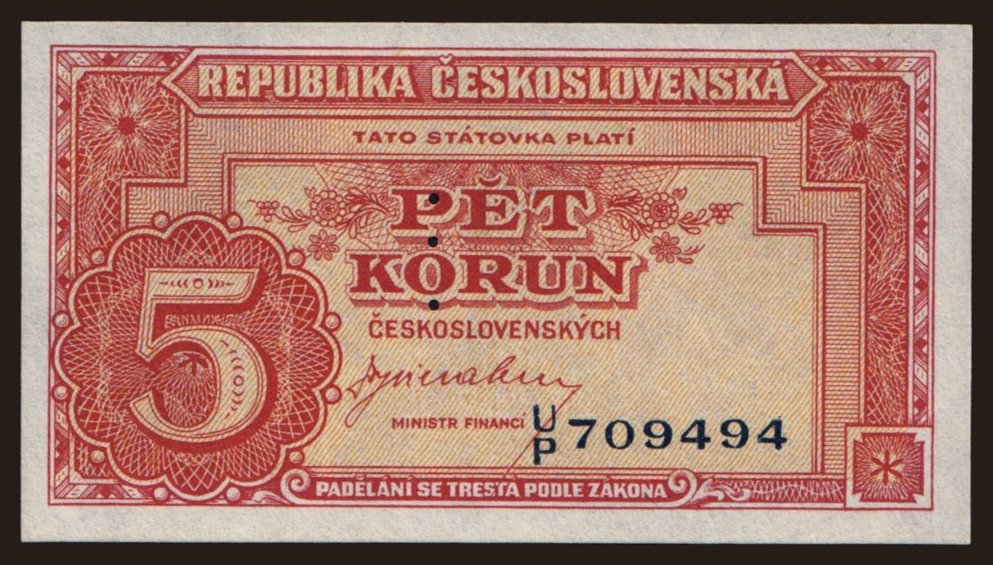 REPUBLIKA ČESKOSLOVENSKÁ
TATO STÁTOVKA PLATÍ
PĚT
KORUN
ČESKOSLOVENSKÝCH
5
MINISTR FINANCÍ
U/P 709494
PADĚLÁNÍ SE TRESTÁ PODLE ZÁKONA